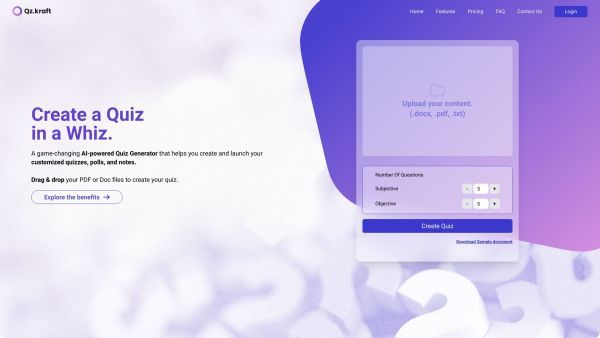 Qz.kraft
Home Features Pricing FAQ Contact Us Login
Create a Quiz
in a Whiz.
A game-changing AI-powered Quiz Generator that helps you create and launch your
customized quizzes, polls, and notes.
Drag & drop your PDF or Doc files to create your quiz.
Explore the benefits →
Upload your content.
(.docx, .pdf, .txt)
Number Of Questions
Subjective - 5 +
Objective - 5 +
Create Quiz
Download Sample document